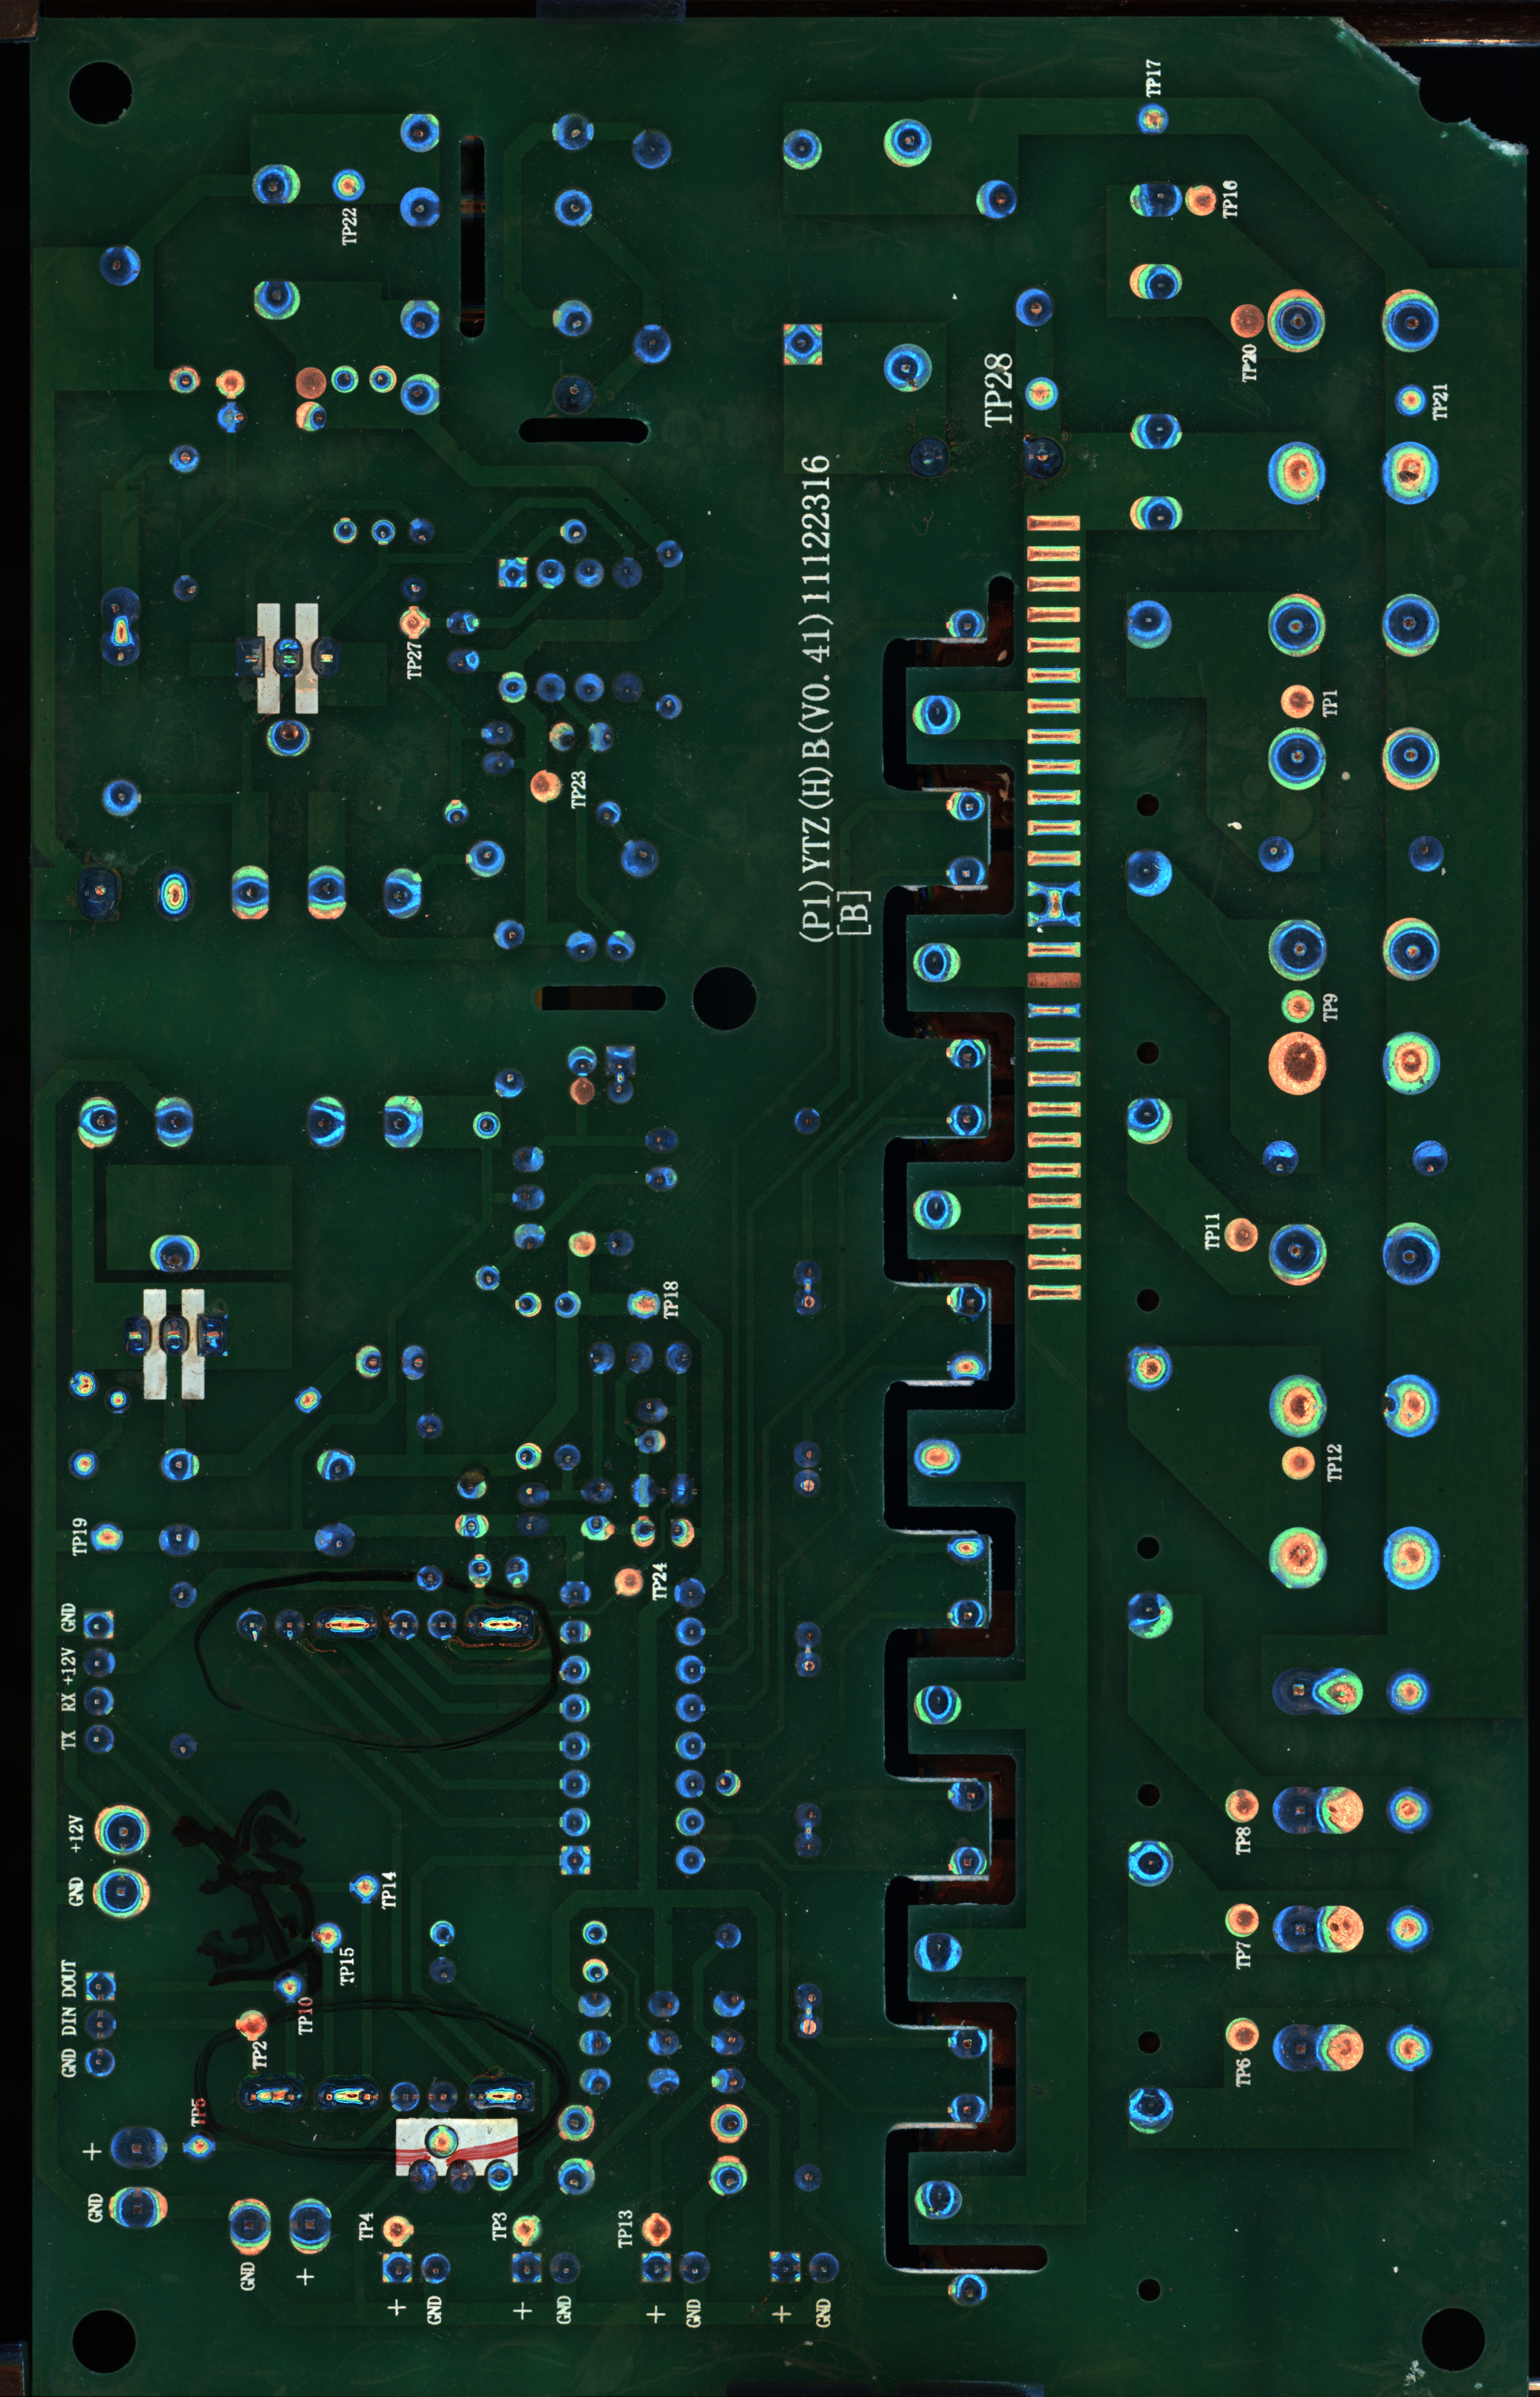 GND DIN DOUT
GND +12V
TX RX +12V GND
TP19
GND +
TP5
GND
TP2
+
TP10
TP15
TP14
TP22
TP4
+
GND
TP27
TP3
+
GND
TP23
TP13
+
TP24
TP18
GND
+
GND
(P1)YTZ(H)B(V0.41)11122316
[B]
TP28
TP17
TP11
TP16
TP6 TP7 TP8
TP20
TP12
TP9
TP1
TP21